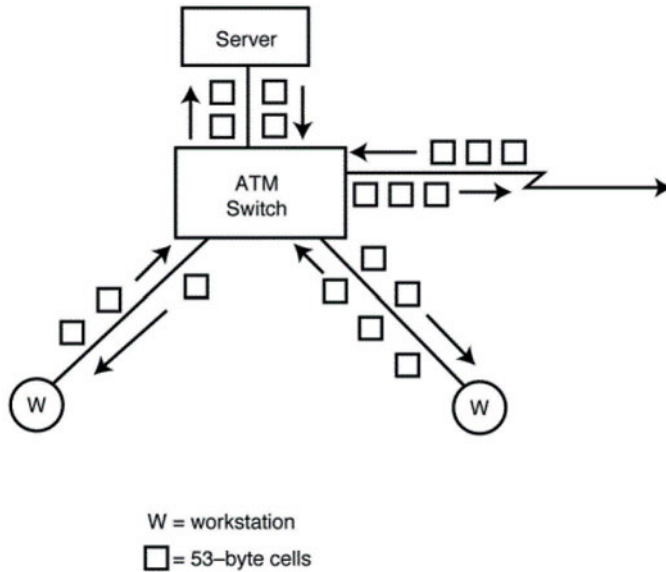 Server
ATM
Switch
W
W
W = workstation
= 53–byte cells